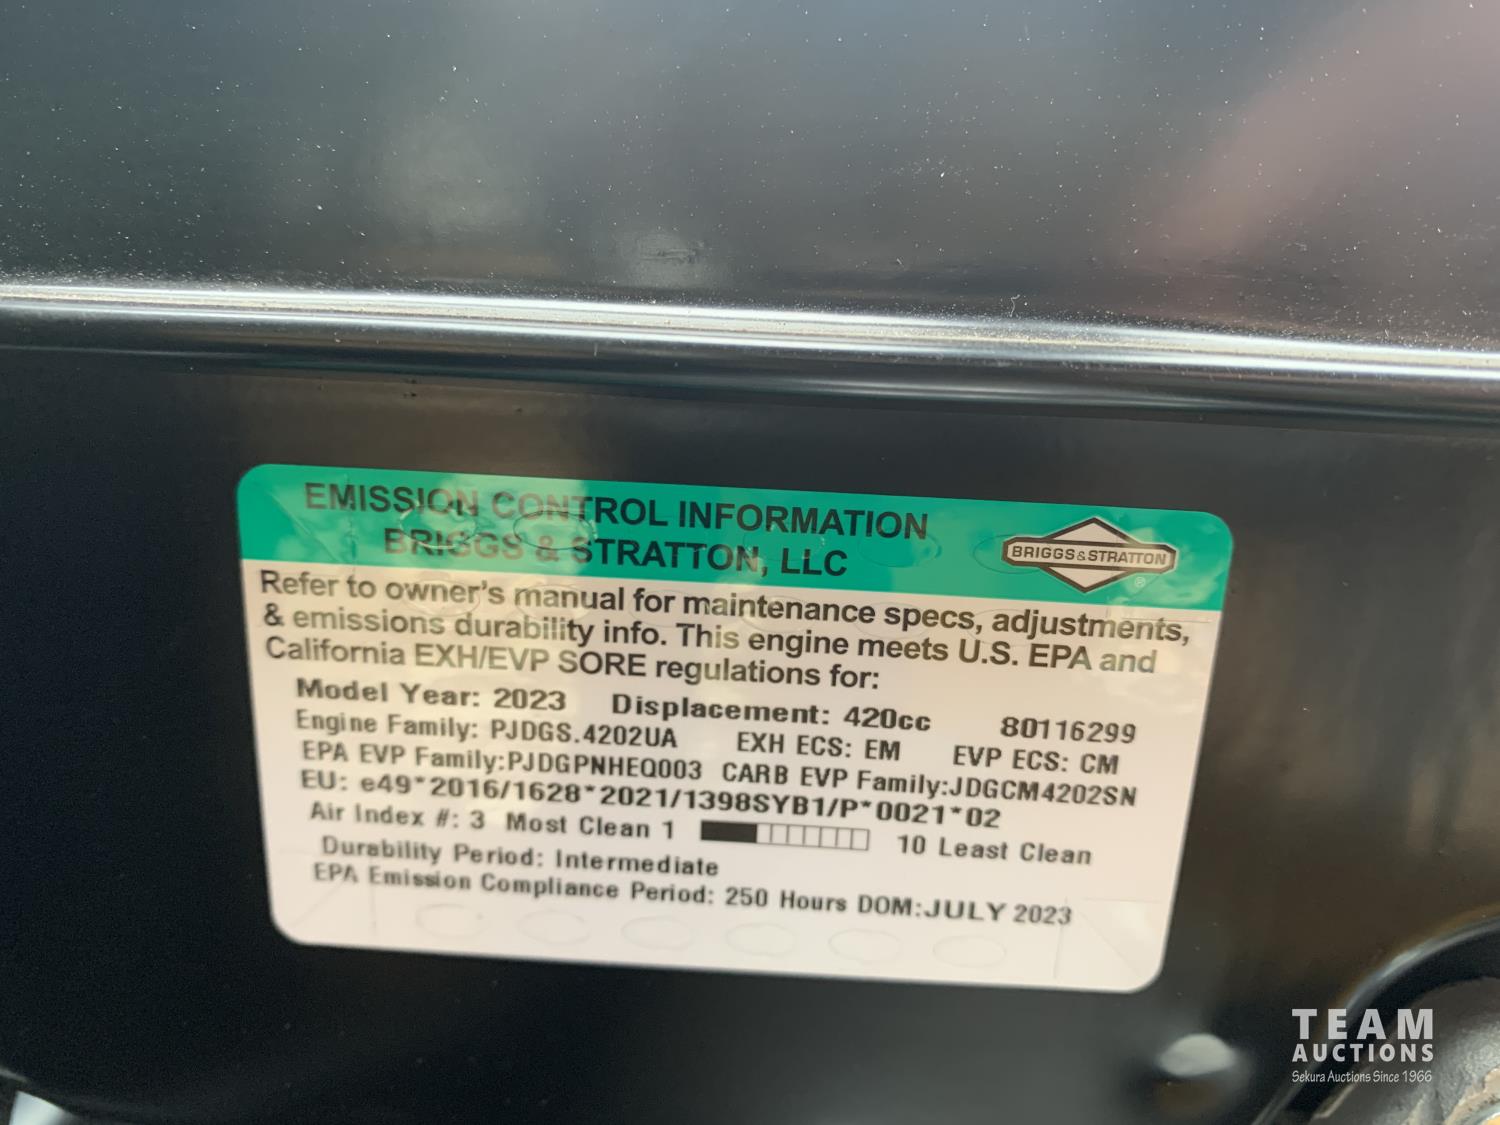 EMISSION CONTROL INFORMATION
BRIGGS & STRATTON, LLC
BRIGGS&STRATTON
®
Refer to owner's manual for maintenance specs, adjustments,
& emissions durability info. This engine meets U.S. EPA and
California EXH/EVP SORE regulations for:
Model Year: 2023 Displacement: 420cc 80116299
Engine Family: PJDGS.4202UA EXH ECS: EM EVP ECS: CM
EPA EVP Family:PJDGPNHEQ003 CARB EVP Family:JDGCM4202SN
EU: e49*2016/1628*2021/1398SYB1/P*0021*02
Air Index #: 3 Most Clean 1 10 Least Clean
Durability Period: Intermediate
EPA Emission Compliance Period: 250 Hours DOM:JULY 2023
TEAM
AUCTIONS
Sekura Auctions Since 1966